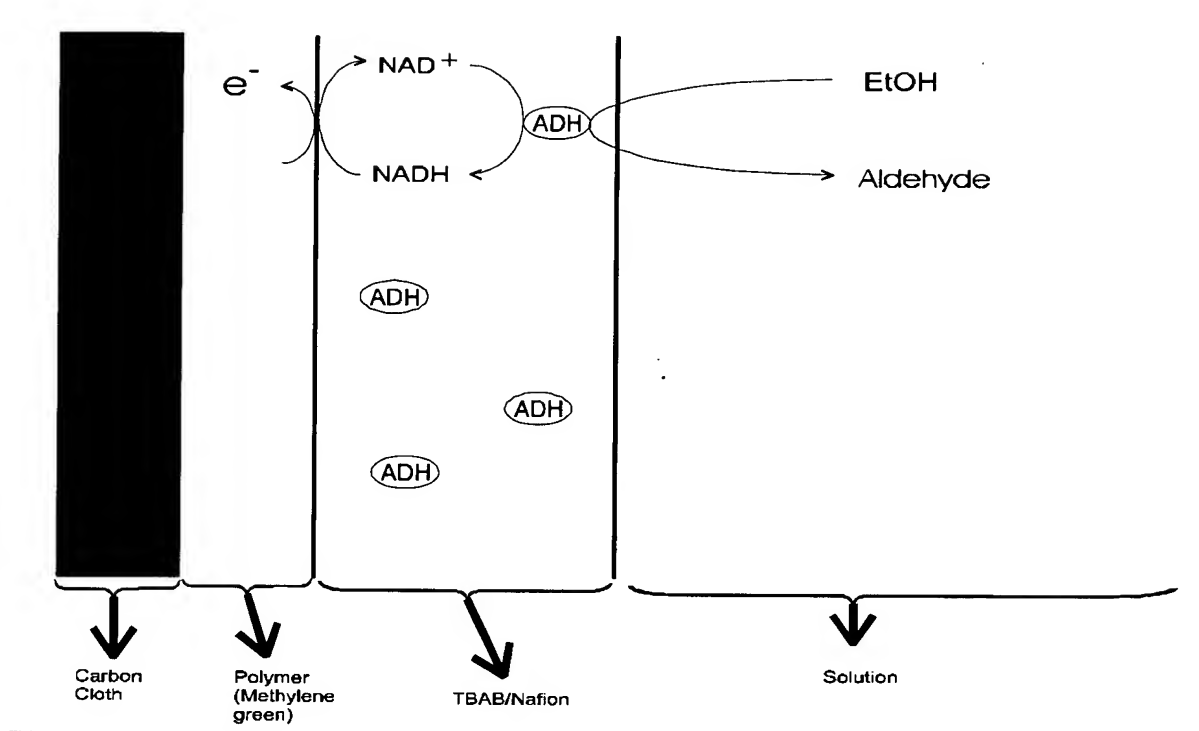 NAD+
e-
ADH
EtOH
NADH
Aldehyde
ADH
ADH
ADH
Carbon
Cloth
Polymer
(Methylene
green)
TBAB/Nafion
Solution